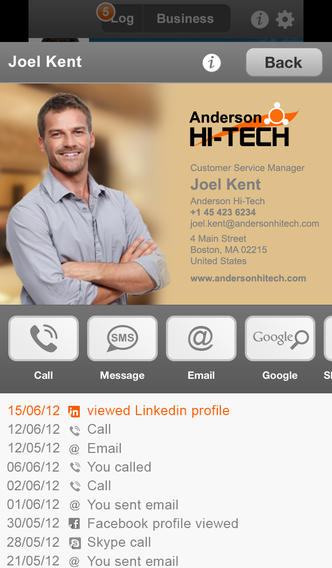 5
Log
Business
i
Joel Kent
i
Back
Anderson
HI-TECH
Customer Service Manager
Joel Kent
Anderson Hi-Tech
+1 45 423 6234
joel.kent@andersonhitech.com
4 Main Street
Boston, MA 02215
United States
www.andersonhitech.com
SMS
@
Google
Call
Message
Email
Google
15/06/12 in viewed Linkedin profile
12/06/12 Call
12/05/12 @ Email
06/06/12 You called
02/06/12 Call
01/06/12 @ You sent email
30/05/12 f Facebook profile viewed
28/05/12 S Skype call
21/05/12 @ You sent email